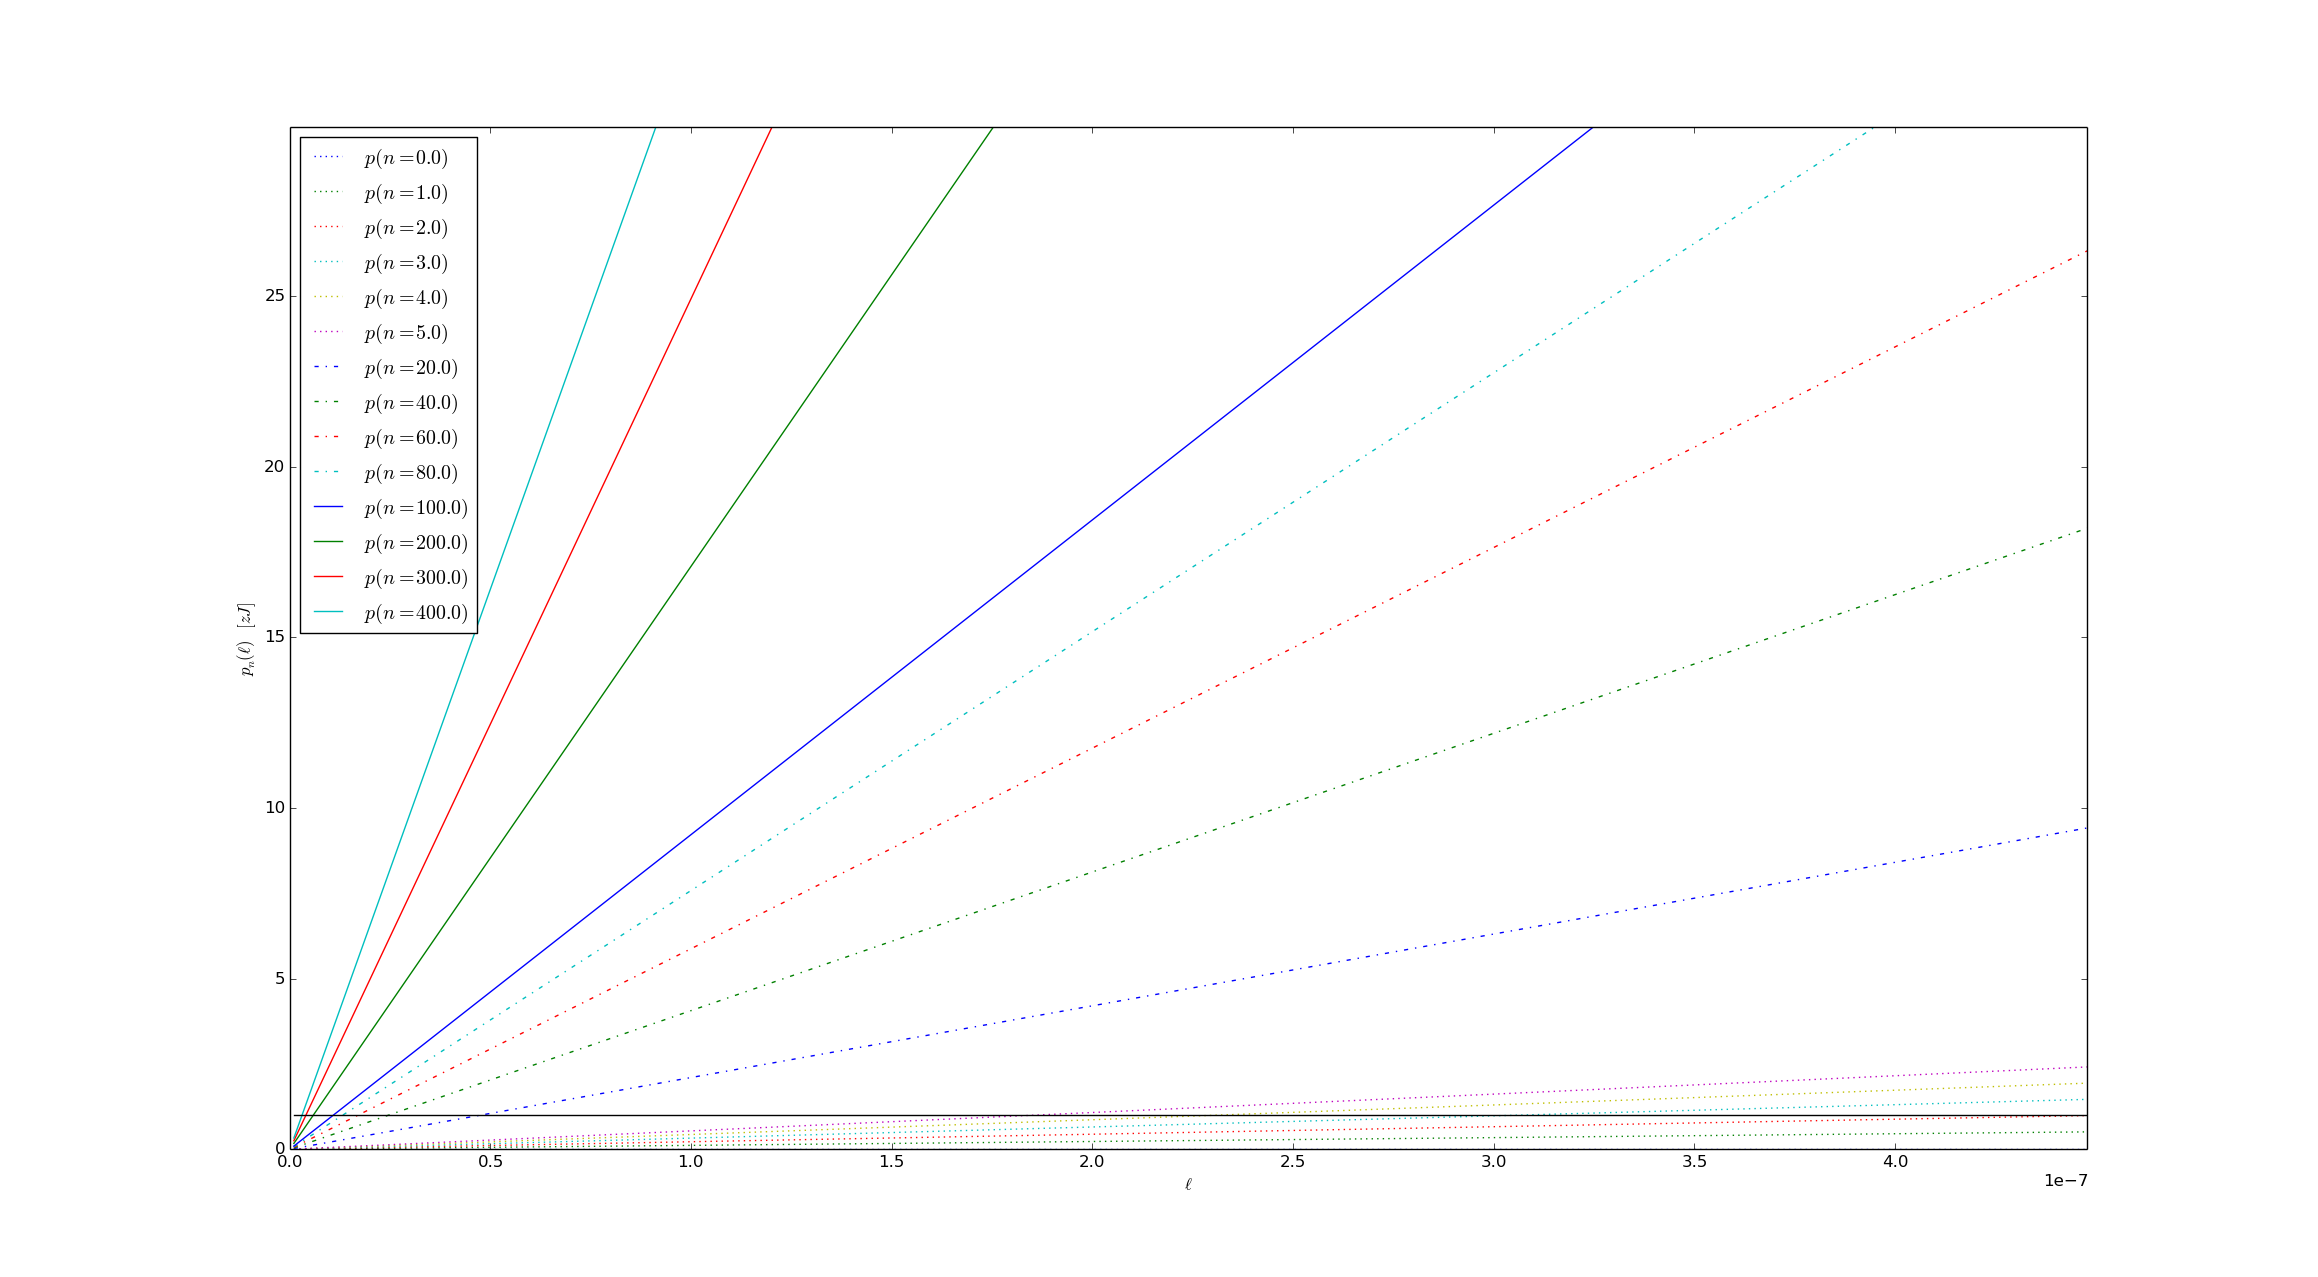 p(n=0.0)
p(n=1.0)
p(n=2.0)
p(n=3.0)
p(n=4.0)
p(n=5.0)
p(n=20.0)
p(n=40.0)
p(n=60.0)
p(n=80.0)
p(n=100.0)
p(n=200.0)
p(n=300.0)
p(n=400.0)
25
20
15
10
5
0
pₙ(ℓ) [zJ]
0.0 0.5 1.0 1.5 2.0 2.5 3.0 3.5 4.0
1e−7
ℓ